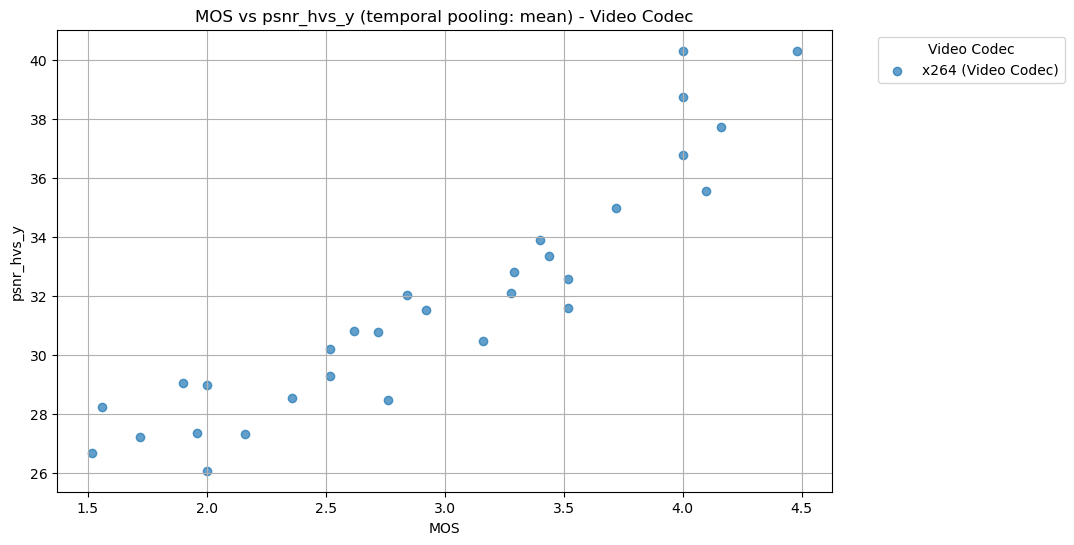 MOS vs psnr_hvs_y (temporal pooling: mean) - Video Codec
Video Codec
x264 (Video Codec)
psnr_hvs_y
40
38
36
34
32
30
28
26
1.5 2.0 2.5 3.0 3.5 4.0 4.5
MOS